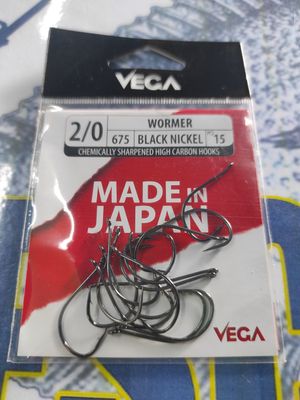 VEGA
2/0
WORMER
675 BLACK NICKEL 15
CHEMICALLY SHARPENED HIGH CARBON HOOKS
MADE IN
JAPAN
VEGA